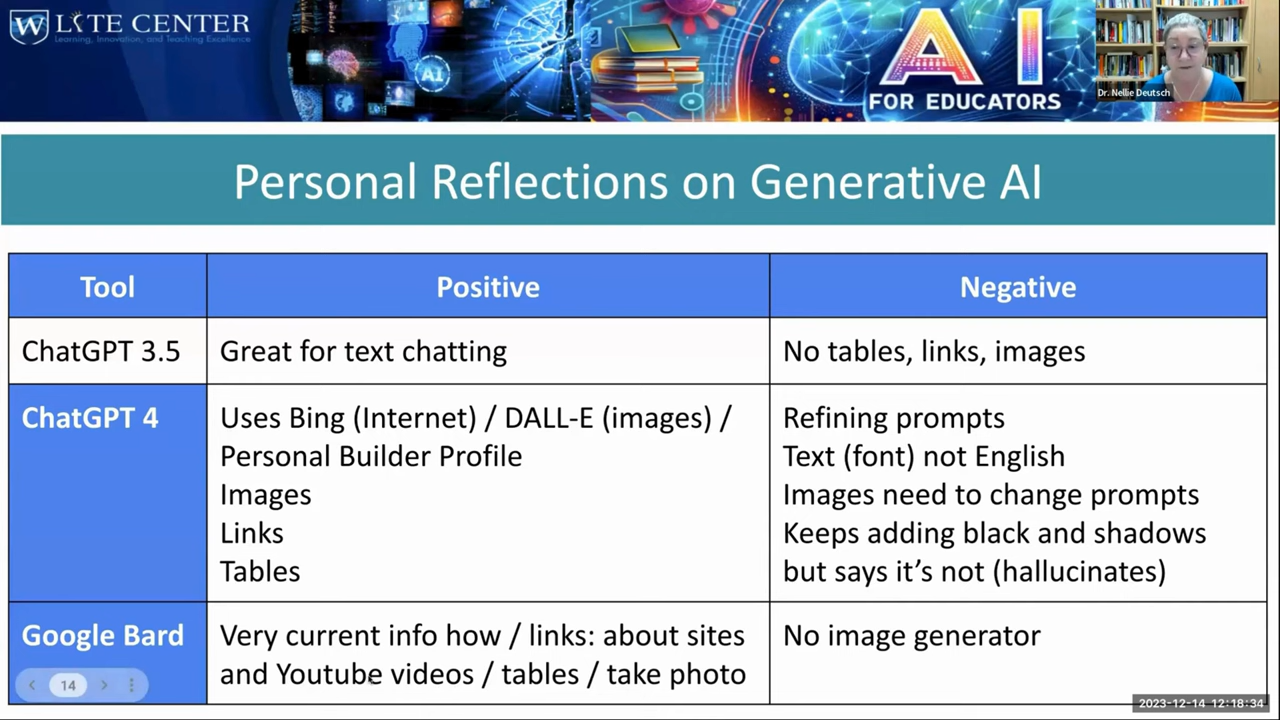 W LITE CENTER
Learning, Innovation, and Teaching Excellence
AI
AI
FOR EDUCATORS
Dr. Nellie Deutsch
Personal Reflections on Generative AI
Tool Positive Negative
ChatGPT 3.5 Great for text chatting No tables, links, images
ChatGPT 4
Uses Bing (Internet) / DALL-E (images) /
Personal Builder Profile
Images
Links
Tables
Refining prompts
Text (font) not English
Images need to change prompts
Keeps adding black and shadows
but says it’s not (hallucinates)
Google Bard
Very current info how / links: about sites
and Youtube videos / tables / take photo
No image generator
14
2023-12-14 12:18:34